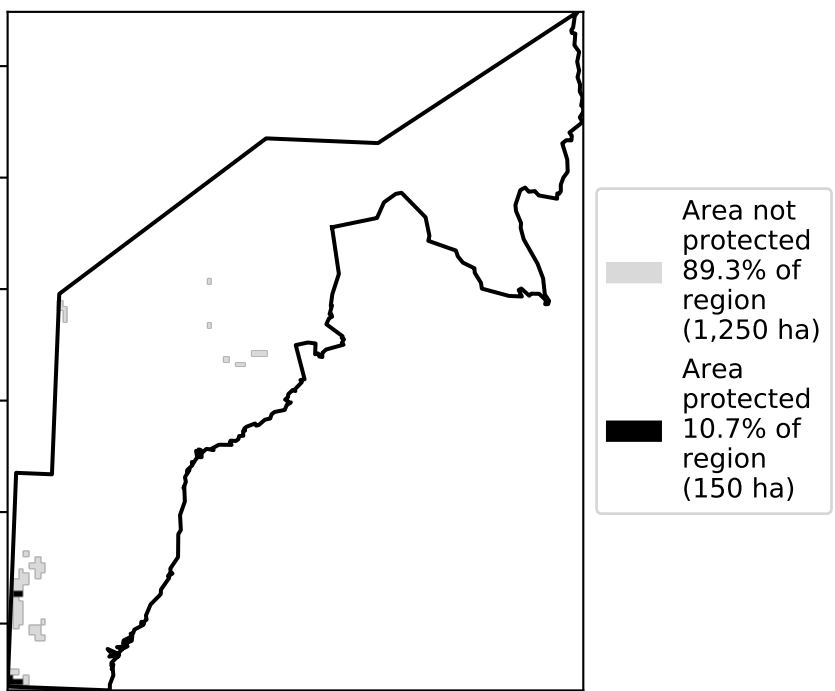 Area not
protected
89.3% of
region
(1,250 ha)
Area
protected
10.7% of
region
(150 ha)